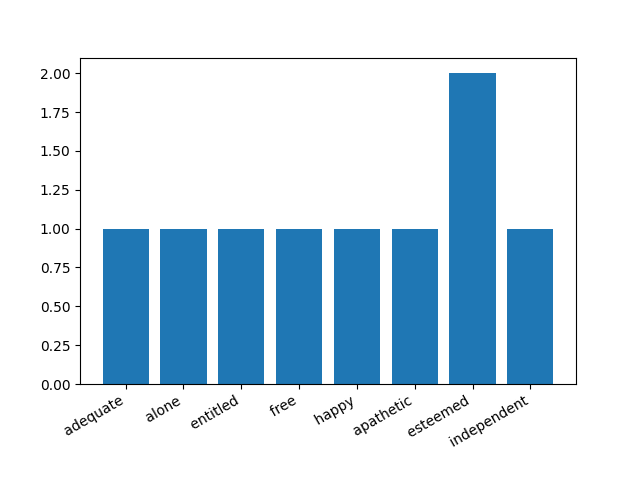 2.00
1.75
1.50
1.25
1.00
0.75
0.50
0.25
0.00
adequate
alone
entitled
free
happy
apathetic
esteemed
independent